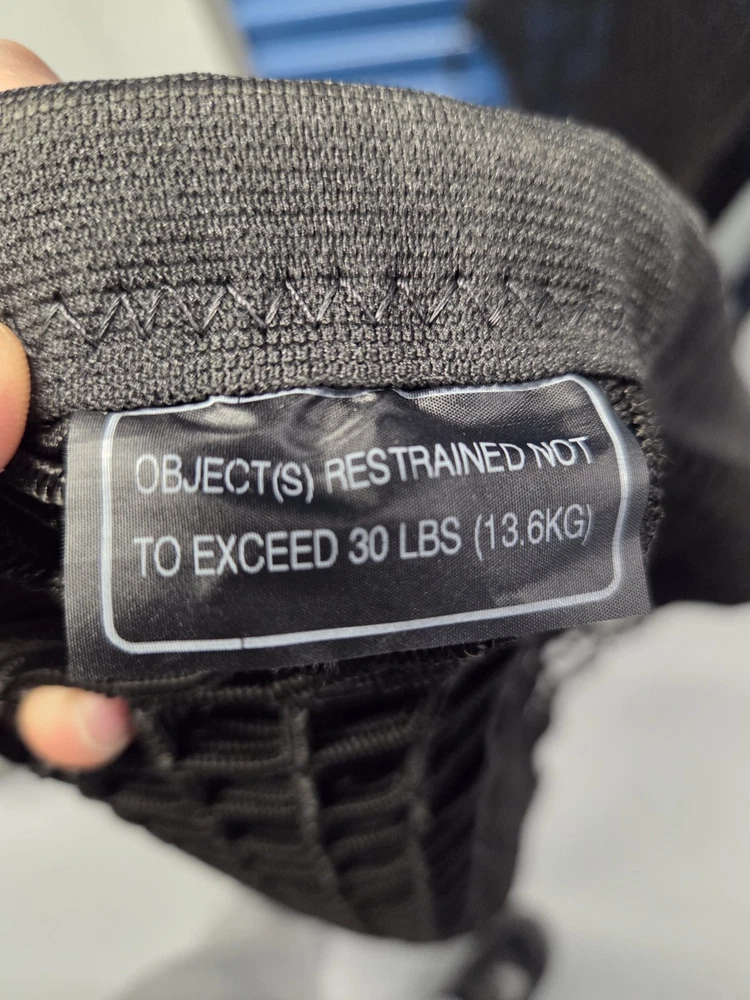 OBJECT(S) RESTRAINED NOT
TO EXCEED 30 LBS (13.6KG)